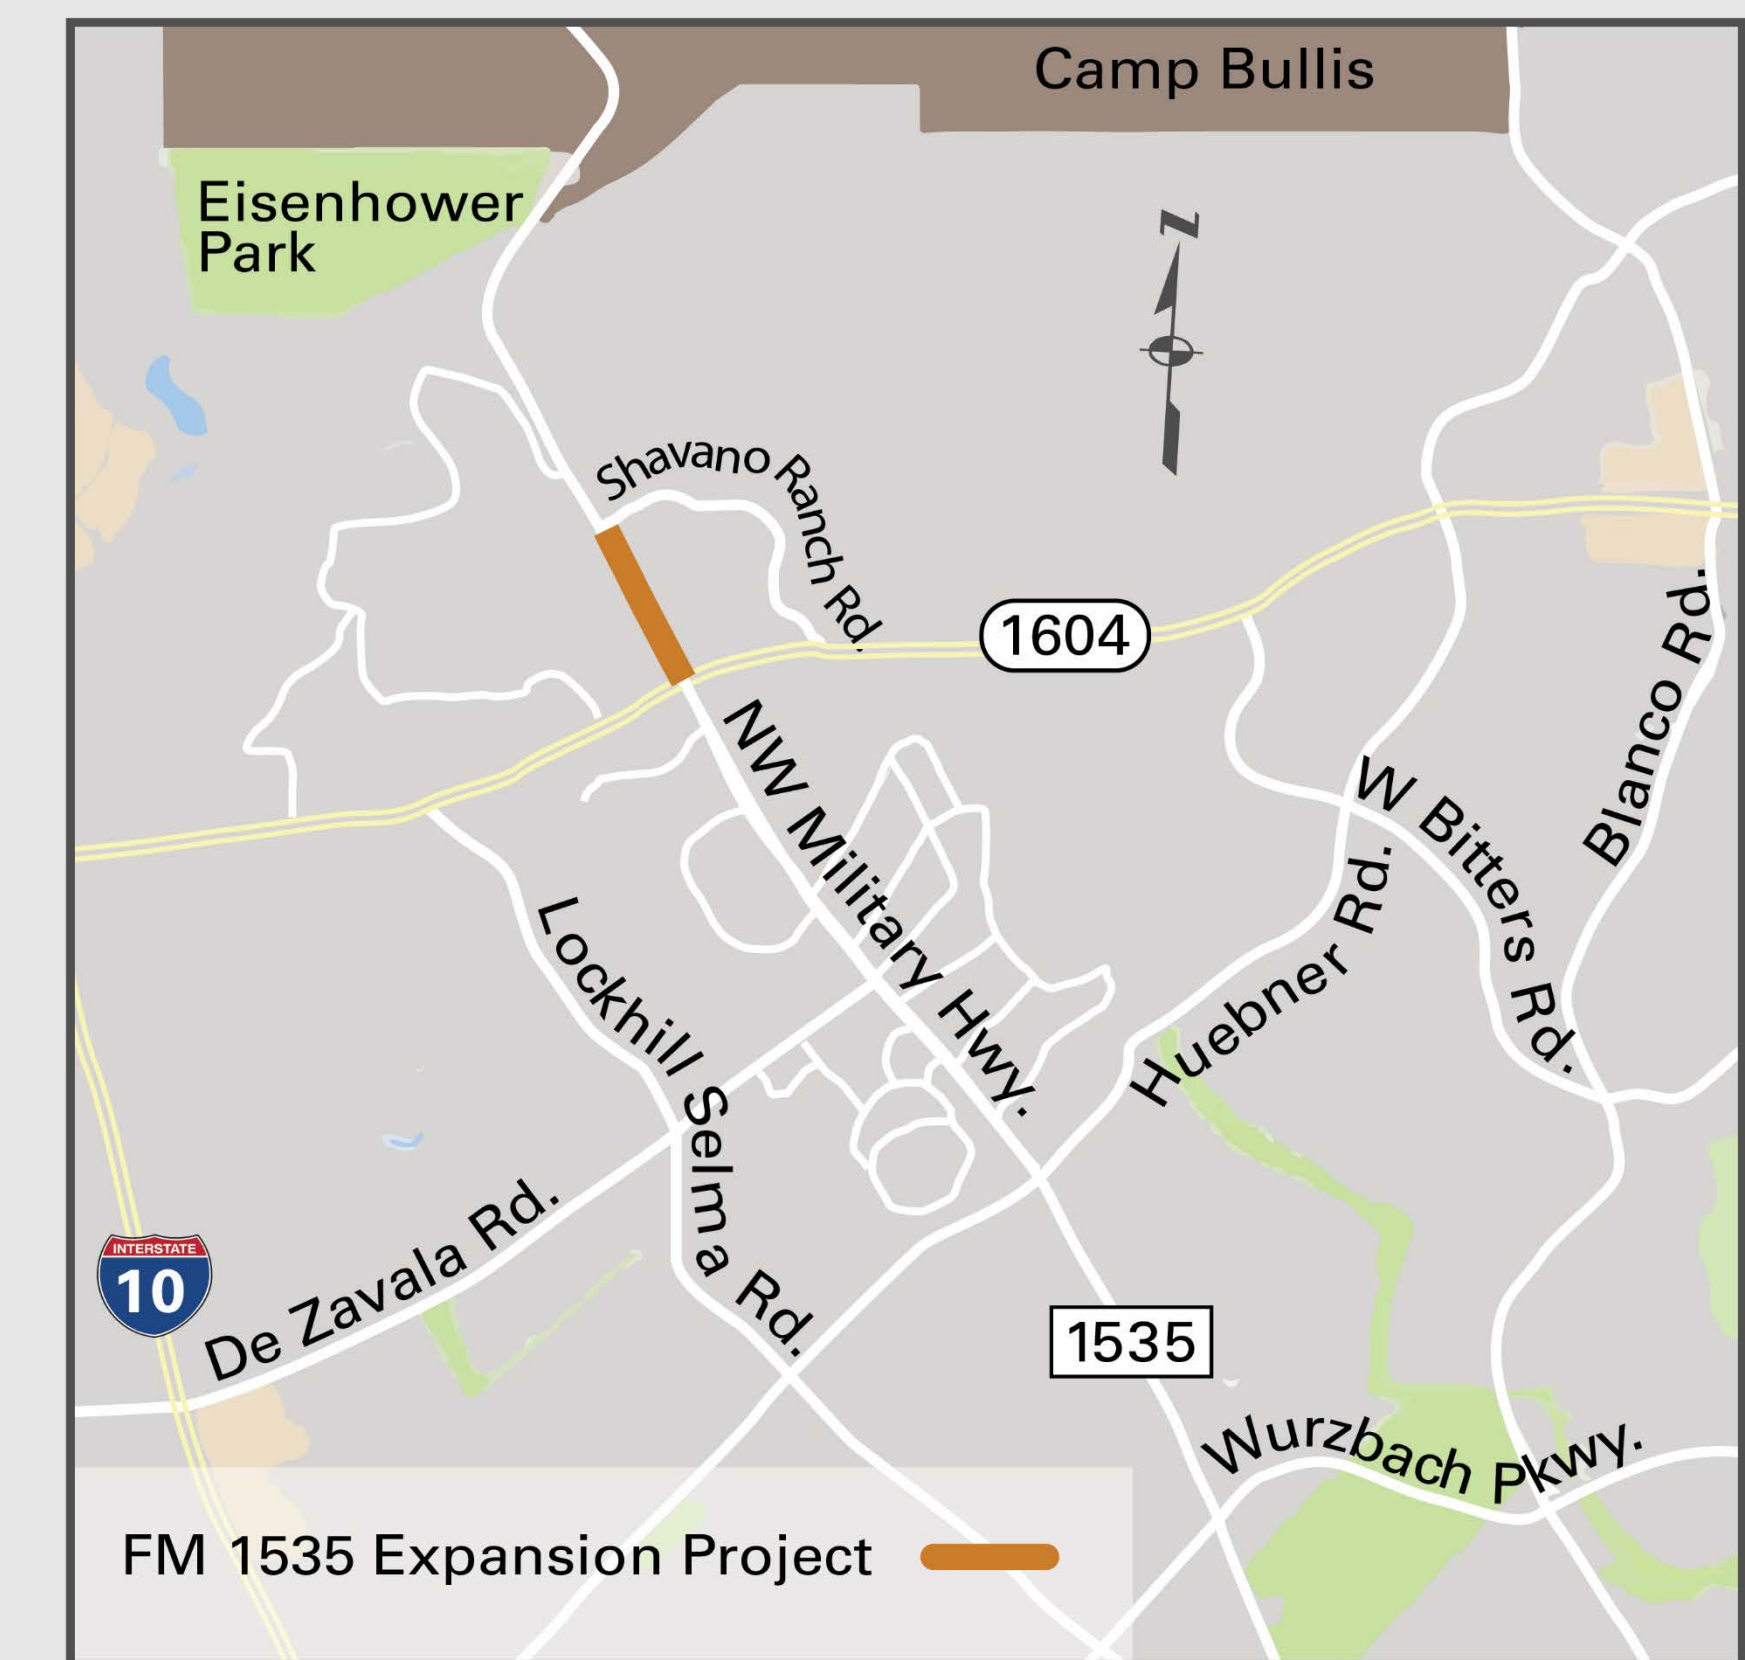 Camp Bullis
Eisenhower
Park
N
Shavano Ranch Rd.
1604
Blanco Rd.
NW Military Hwy.
W Bitters Rd.
Huebner Rd.
Lockhill Selma Rd.
De Zavala Rd.
INTERSTATE
10
1535
Wurzbach Pkwy.
FM 1535 Expansion Project